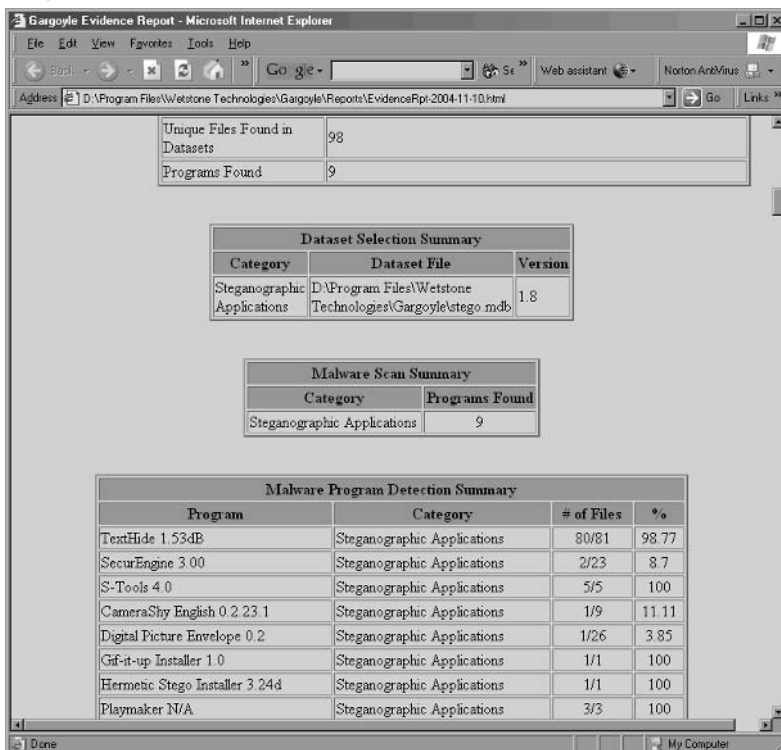 Gargoyle Evidence Report - Microsoft Internet Explorer
File Edit View Favorites Tools Help
Back » Google - Se » Web assistant Norton AntiVirus
Address D:\Program Files\Wetstone Technologies\Gargoyle\Reports\EvidenceRpt-2004-11-10.html Go Links »
Unique Files Found in
Datasets
98
Programs Found 9
Dataset Selection Summary
Category Dataset File Version
Steganographic
Applications
D:\Program Files\Wetstone
Technologies\Gargoyle\stego.mdb
1.8
Malware Scan Summary
Category Programs Found
Steganographic Applications 9
Malware Program Detection Summary
Program Category # of Files %
TextHide 1.53dB Steganographic Applications 80/81 98.77
SecurEngine 3.00 Steganographic Applications 2/23 8.7
S-Tools 4.0 Steganographic Applications 5/5 100
CameraShy English 0.2.23.1 Steganographic Applications 1/9 11.11
Digital Picture Envelope 0.2 Steganographic Applications 1/26 3.85
Gif-it-up Installer 1.0 Steganographic Applications 1/1 100
Hermetic Stego Installer 3.24d Steganographic Applications 1/1 100
Playmaker N/A Steganographic Applications 3/3 100
Done My Computer